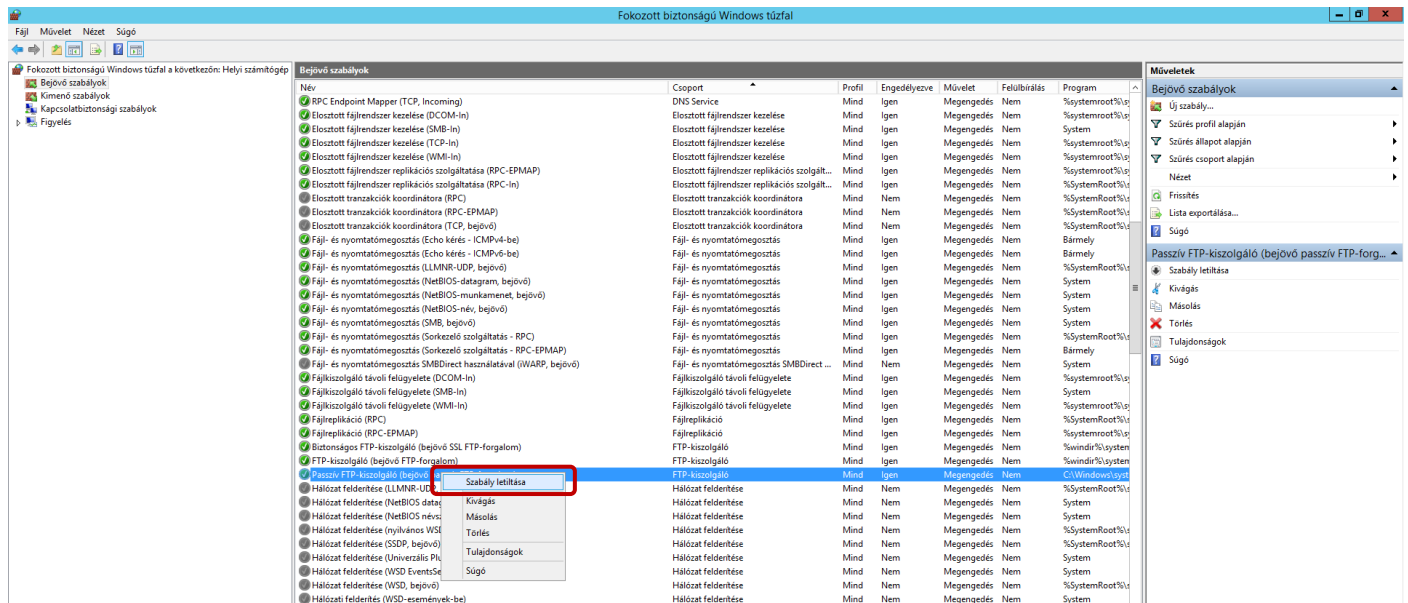 Fokozott biztonságú Windows tűzfal
Fájl Művelet Nézet Súgó
Fokozott biztonságú Windows tűzfal a következőn: Helyi számítógép
Bejövő szabályok
Kimenő szabályok
Kapcsolatbiztonsági szabályok
Figyelés
Bejövő szabályok
Név Csoport Profil Engedélyezve Művelet Felülbírálás Program
RPC Endpoint Mapper (TCP, Incoming) DNS Service Mind Igen Megengedés Nem %systemroot%\sy
Elosztott fájlrendszer kezelése (DCOM-In) Elosztott fájlrendszer kezelése Mind Igen Megengedés Nem %systemroot%\sy
Elosztott fájlrendszer kezelése (SMB-In) Elosztott fájlrendszer kezelése Mind Igen Megengedés Nem System
Elosztott fájlrendszer kezelése (TCP-In) Elosztott fájlrendszer kezelése Mind Igen Megengedés Nem %systemroot%\sy
Elosztott fájlrendszer kezelése (WMI-In) Elosztott fájlrendszer kezelése Mind Igen Megengedés Nem %systemroot%\sy
Elosztott fájlrendszer replikációs szolgáltatása (RPC-EPMAP) Elosztott fájlrendszer replikációs szolgált... Mind Igen Megengedés Nem %systemroot%\sy
Elosztott fájlrendszer replikációs szolgáltatása (RPC-In) Elosztott fájlrendszer replikációs szolgált... Mind Igen Megengedés Nem %SystemRoot%\s
Elosztott tranzakciók koordinátora (RPC) Elosztott tranzakciók koordinátora Mind Nem Megengedés Nem %SystemRoot%\s
Elosztott tranzakciók koordinátora (RPC-EPMAP) Elosztott tranzakciók koordinátora Mind Nem Megengedés Nem %SystemRoot%\s
Elosztott tranzakciók koordinátora (TCP, bejövő) Elosztott tranzakciók koordinátora Mind Nem Megengedés Nem %SystemRoot%\s
Fájl- és nyomtatómegosztás (Echo kérés - ICMPv4-be) Fájl- és nyomtatómegosztás Mind Igen Megengedés Nem Bármely
Fájl- és nyomtatómegosztás (Echo kérés - ICMPv6-be) Fájl- és nyomtatómegosztás Mind Igen Megengedés Nem Bármely
Fájl- és nyomtatómegosztás (LLMNR-UDP, bejövő) Fájl- és nyomtatómegosztás Mind Igen Megengedés Nem %SystemRoot%\s
Fájl- és nyomtatómegosztás (NetBIOS-datagram, bejövő) Fájl- és nyomtatómegosztás Mind Igen Megengedés Nem System
Fájl- és nyomtatómegosztás (NetBIOS-munkamenet, bejövő) Fájl- és nyomtatómegosztás Mind Igen Megengedés Nem System
Fájl- és nyomtatómegosztás (NetBIOS-név, bejövő) Fájl- és nyomtatómegosztás Mind Igen Megengedés Nem System
Fájl- és nyomtatómegosztás (SMB, bejövő) Fájl- és nyomtatómegosztás Mind Igen Megengedés Nem System
Fájl- és nyomtatómegosztás (Sorkezelő szolgáltatás - RPC) Fájl- és nyomtatómegosztás Mind Igen Megengedés Nem %SystemRoot%\s
Fájl- és nyomtatómegosztás (Sorkezelő szolgáltatás - RPC-EPMAP) Fájl- és nyomtatómegosztás Mind Igen Megengedés Nem Bármely
Fájl- és nyomtatómegosztás SMBDirect használatával (iWARP, bejövő) Fájl- és nyomtatómegosztás SMBDirect ... Mind Nem Megengedés Nem System
Fájlkiszolgáló távoli felügyelete (DCOM-In) Fájlkiszolgáló távoli felügyelete Mind Igen Megengedés Nem %systemroot%\sy
Fájlkiszolgáló távoli felügyelete (SMB-In) Fájlkiszolgáló távoli felügyelete Mind Igen Megengedés Nem System
Fájlkiszolgáló távoli felügyelete (WMI-In) Fájlkiszolgáló távoli felügyelete Mind Igen Megengedés Nem %systemroot%\sy
Fájlreplikáció (RPC) Fájlreplikáció Mind Igen Megengedés Nem %SystemRoot%\s
Fájlreplikáció (RPC-EPMAP) Fájlreplikáció Mind Igen Megengedés Nem %systemroot%\sy
Biztonságos FTP-kiszolgáló (bejövő SSL FTP-forgalom) FTP-kiszolgáló Mind Igen Megengedés Nem %windir%\system
FTP-kiszolgáló (bejövő FTP-forgalom) FTP-kiszolgáló Mind Igen Megengedés Nem %windir%\system
Passzív FTP-kiszolgáló (bejövő FTP-kiszolgáló Mind Igen Megengedés Nem C:\Windows\syst
Hálózat felderítése (LLMNR-UDP Hálózat felderítése Mind Nem Megengedés Nem %SystemRoot%\s
Hálózat felderítése (NetBIOS datag Hálózat felderítése Mind Nem Megengedés Nem System
Hálózat felderítése (NetBIOS névs Hálózat felderítése Mind Nem Megengedés Nem System
Hálózat felderítése (nyilvános WSD Hálózat felderítése Mind Nem Megengedés Nem %SystemRoot%\s
Hálózat felderítése (SSDP, bejövő) Hálózat felderítése Mind Nem Megengedés Nem %SystemRoot%\s
Hálózat felderítése (Univerzális Plu Hálózat felderítése Mind Nem Megengedés Nem System
Hálózat felderítése (WSD EventsSe Hálózat felderítése Mind Nem Megengedés Nem System
Hálózat felderítése (WSD, bejövő) Hálózat felderítése Mind Nem Megengedés Nem %SystemRoot%\s
Hálózati felderítés (WSD-események-be) Hálózat felderítése Mind Nem Megengedés Nem System
Szabály letiltása
Kivágás
Másolás
Törlés
Tulajdonságok
Súgó
Műveletek
Bejövő szabályok
Új szabály...
Szűrés profil alapján
Szűrés állapot alapján
Szűrés csoport alapján
Nézet
Frissítés
Lista exportálása...
Súgó
Passzív FTP-kiszolgáló (bejövő passzív FTP-forg...
Szabály letiltása
Kivágás
Másolás
Törlés
Tulajdonságok
Súgó